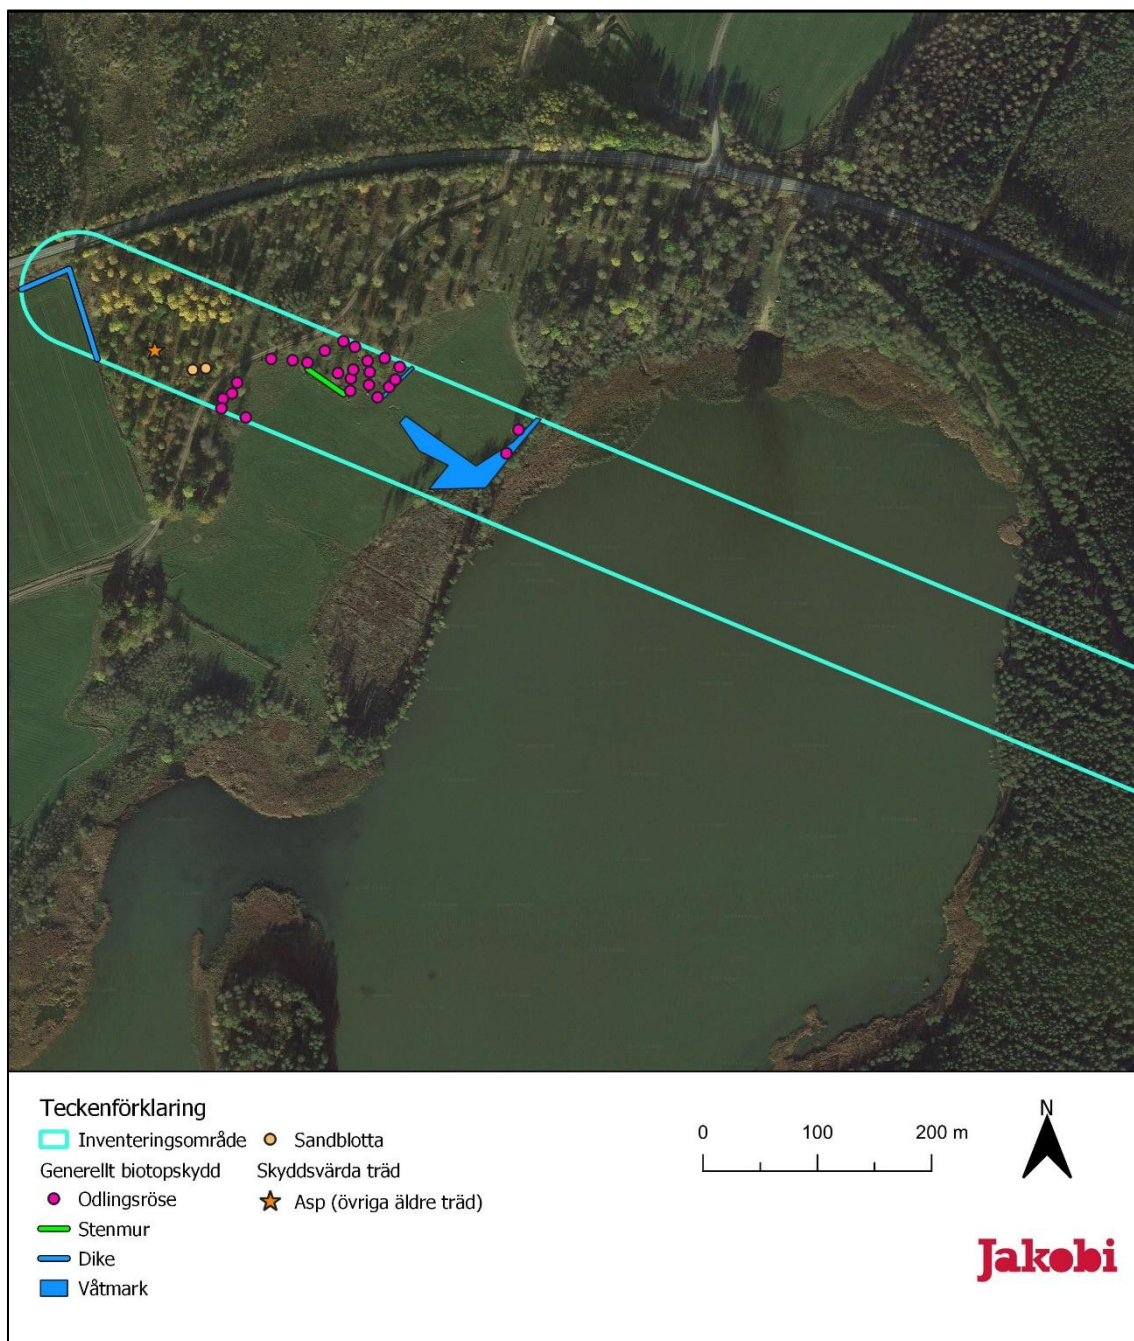 Teckenförklaring
Inventeringsområde
Generellt biotopskydd
Odlingsröse
Stenmur
Dike
Våtmark
Sandblotta
Skyddsvärda träd
Asp (övriga äldre träd)
0 100 200 m
N
Jakobi